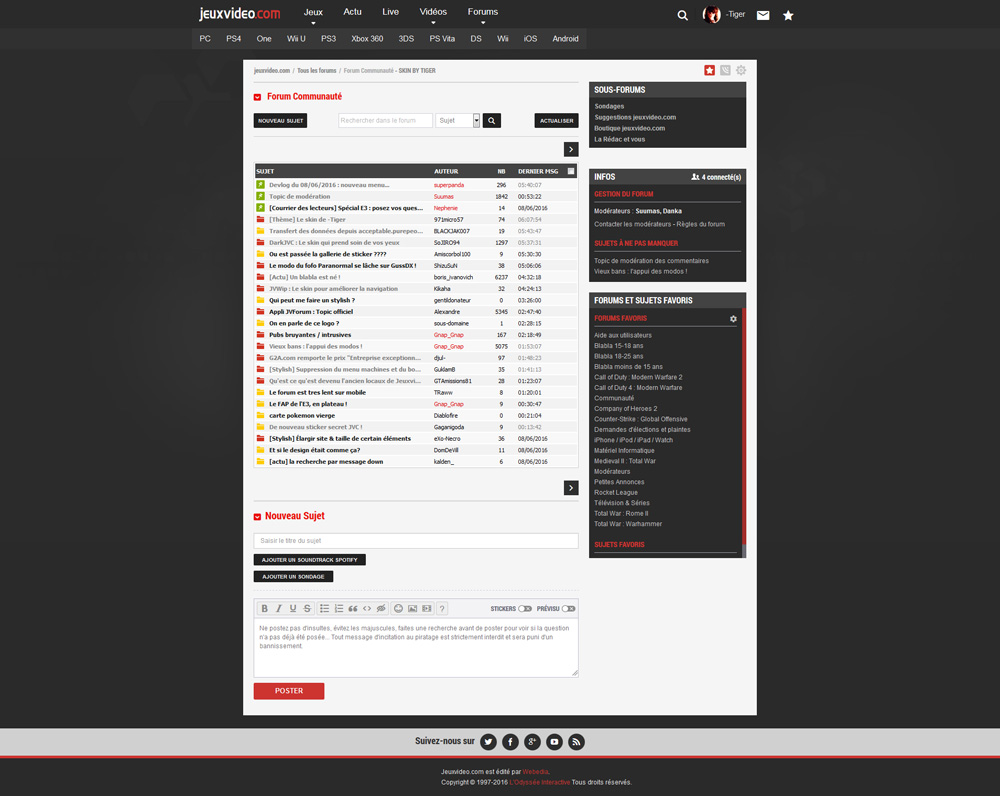 jeuxvideo.com Jeux Actu Live Vidéos Forums -Tiger
PC PS4 One Wii U PS3 Xbox 360 3DS PS Vita DS Wii iOS Android
jeuxvideo.com / Tous les forums / Forum Communauté - SKIN BY TIGER
Forum Communauté
NOUVEAU SUJET Rechercher dans le forum Sujet ACTUALISER
SUJET AUTEUR NB DERNIER MSG
Devlog du 08/06/2016 : nouveau menu... superpanda 296 05:40:07
Topic de modération Suumas 1842 00:53:22
[Courrier des lecteurs] Spécial E3 : posez vos ques... Nephenie 14 08/06/2016
[Thème] Le skin de -Tiger 971micro57 74 06:07:54
Transfert des données depuis acceptable.purepeo... BLACKJAK007 19 05:43:47
DarkJVC : Le skin qui prend soin de vos yeux SoJIRO94 1297 05:37:31
Ou est passée la gallerie de sticker ???? Amiscorbol100 9 05:30:30
Le modo du fofo Paranormal se lâche sur GussDX ! ShizuSuN 38 05:06:06
[Actu] Un blabla est né ! boris_ivanovich 6237 04:32:18
JVWip : Le skin pour améliorer la navigation Kikaha 32 04:24:13
Qui peut me faire un stylish ? gentildonateur 0 03:26:00
Appli JVForum : Topic officiel Alexandre 5345 02:47:40
On en parle de ce logo ? sous-domaine 1 02:28:15
Pubs bruyantes / intrusives Gnap_Gnap 167 02:18:49
Vieux bans : l'appui des modos ! Gnap_Gnap 5075 01:53:07
G2A.com remporte le prix "Entreprise exceptionn... djul- 97 01:48:23
[Stylish] Suppression du menu machines et du bo... GuklanB 35 01:41:13
Qu'est ce qu'est devenu l'ancien locaux de Jeuxvi... GTAmissions81 28 01:23:07
Le forum est tres lent sur mobile TRaww 8 01:20:01
Le FAP de l'E3, en plateau ! Gnap_Gnap 9 00:30:47
carte pokemon vierge Diablofire 0 00:21:04
De nouveau sticker secret JVC ! Gaganigoda 9 00:13:42
[Stylish] Élargir site & taille de certain éléments eXo-Necro 36 08/06/2016
Et si le design était comme ça? DomDeVill 11 08/06/2016
[actu] la recherche par message down kalden_ 6 08/06/2016
Nouveau Sujet
Saisir le titre du sujet
AJOUTER UN SOUNDTRACK SPOTIFY
AJOUTER UN SONDAGE
B I U S ? STICKERS PRÉVISU
Ne postez pas d'insultes, évitez les majuscules, faites une recherche avant de poster pour voir si la question
n'a pas déjà été posée... Tout message d'incitation au piratage est strictement interdit et sera puni d'un
bannissement.
POSTER
SOUS-FORUMS
Sondages
Suggestions jeuxvideo.com
Boutique jeuxvideo.com
La Rédac et vous
INFOS 4 connecté(s)
GESTION DU FORUM
Modérateurs : Suumas, Danka
Contacter les modérateurs - Règles du forum
SUJETS À NE PAS MANQUER
Topic de modération des commentaires
Vieux bans : l'appui des modos !
FORUMS ET SUJETS FAVORIS
FORUMS FAVORIS
Aide aux utilisateurs
Blabla 15-18 ans
Blabla 18-25 ans
Blabla moins de 15 ans
Call of Duty : Modern Warfare 2
Call of Duty 4 : Modern Warfare
Communauté
Company of Heroes 2
Counter-Strike : Global Offensive
Demandes d'élections et plaintes
iPhone / iPod / iPad / Watch
Matériel Informatique
Medieval II : Total War
Modérateurs
Petites Annonces
Rocket League
Télévision & Séries
Total War : Rome II
Total War : Warhammer
SUJETS FAVORIS
Suivez-nous sur
Jeuxvideo.com est édité par Webedia.
Copyright © 1997-2016 L'Odyssée Interactive Tous droits réservés.